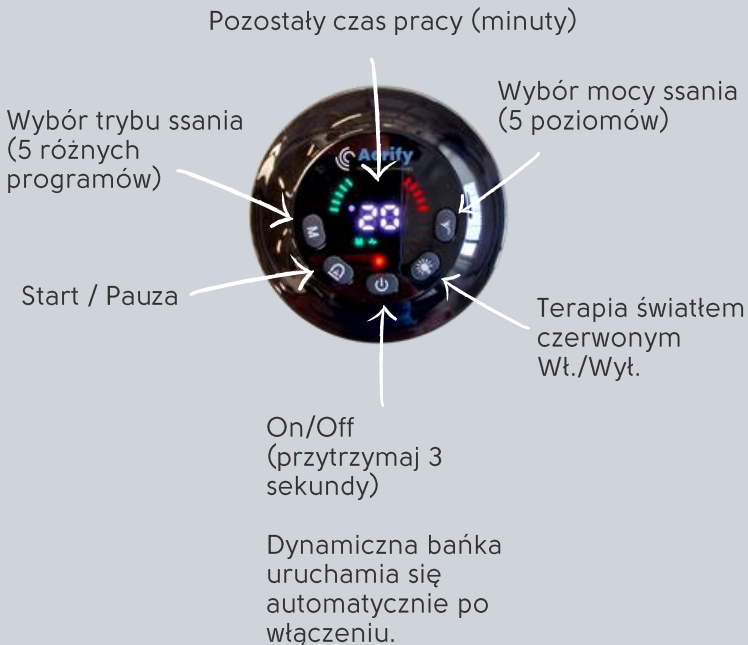 Pozostały czas pracy (minuty)
Wybór mocy ssania
(5 poziomów)
Wybór trybu ssania
(5 różnych
programów)
Aerify
20
M
Y
Start / Pauza
Terapia światłem
czerwonym
Wł./Wył.
On/Off
(przytrzymaj 3
sekundy)
Dynamiczna bańka
uruchamia się
automatycznie po
włączeniu.